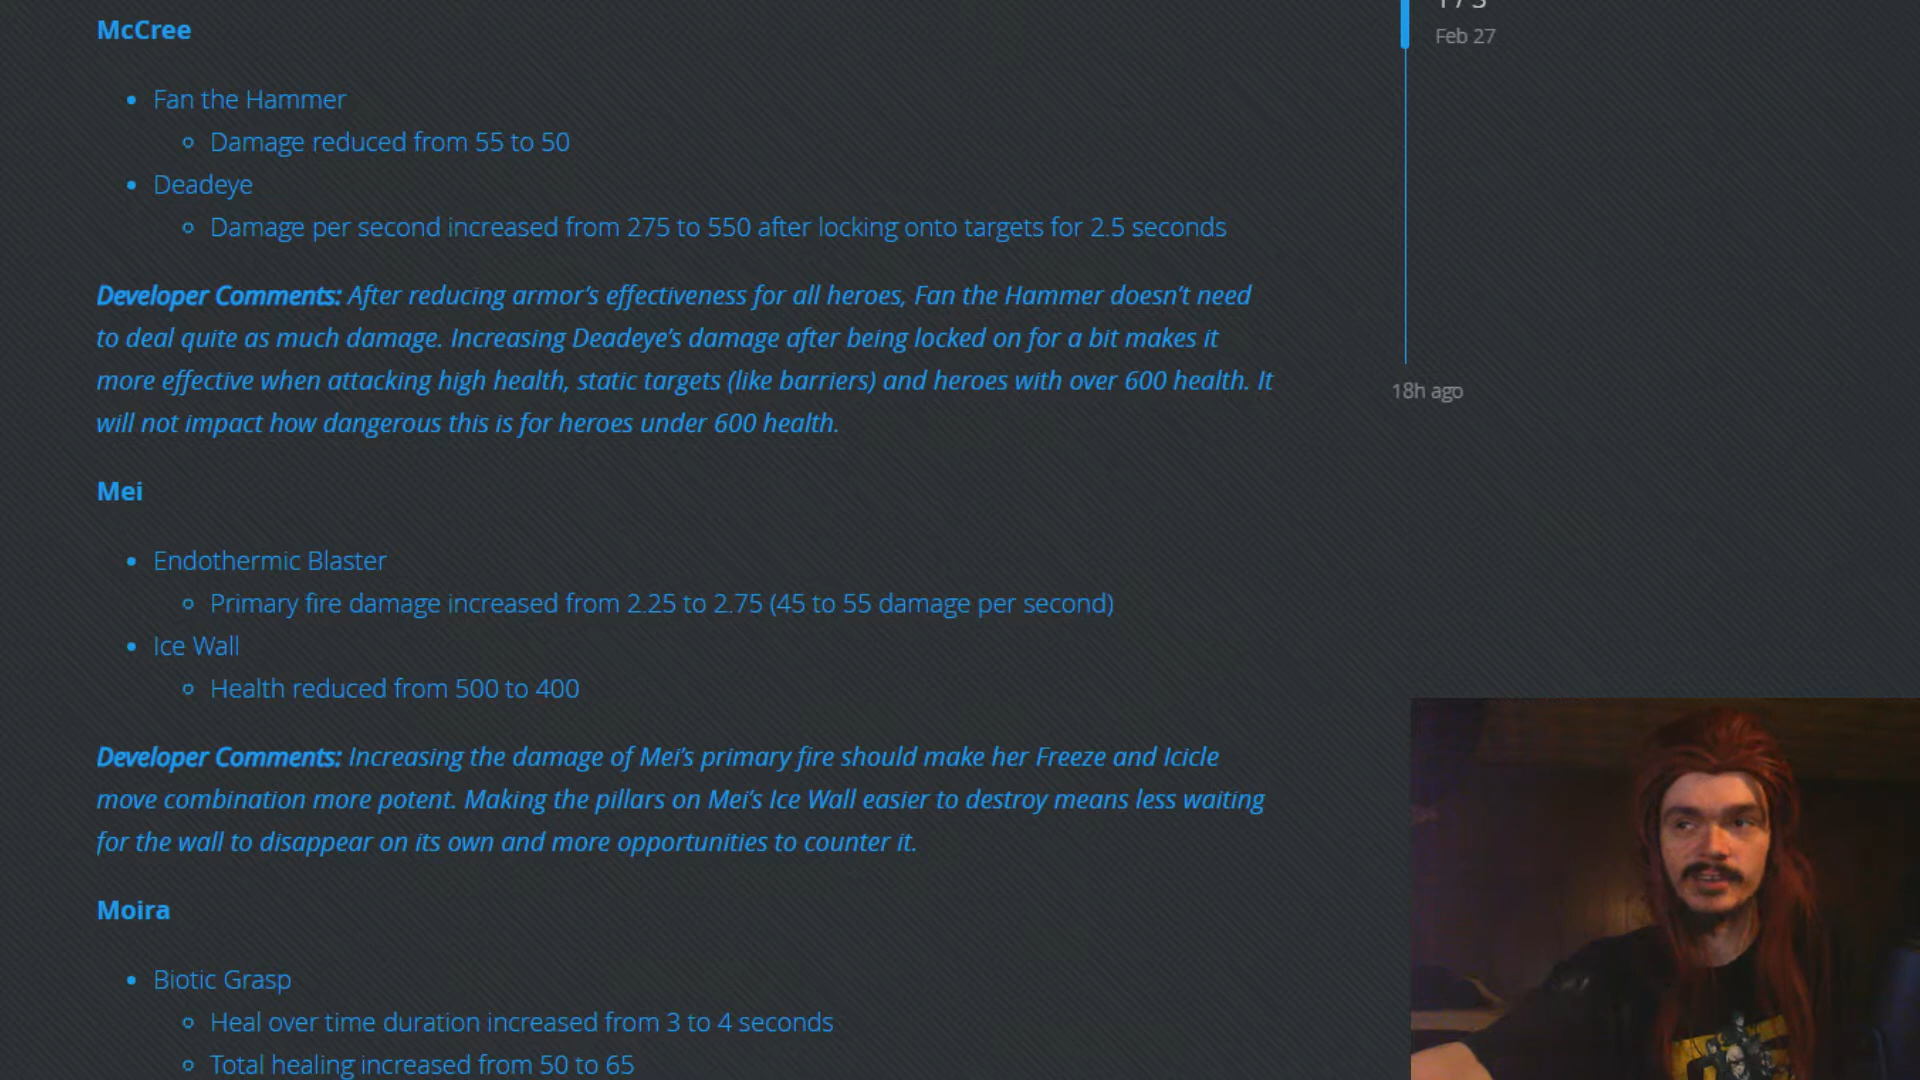 McCree
1 / 3
Feb 27
Fan the Hammer
Damage reduced from 55 to 50
Deadeye
Damage per second increased from 275 to 550 after locking onto targets for 2.5 seconds
Developer Comments: After reducing armor's effectiveness for all heroes, Fan the Hammer doesn't need
to deal quite as much damage. Increasing Deadeye's damage after being locked on for a bit makes it
more effective when attacking high health, static targets (like barriers) and heroes with over 600 health. It
will not impact how dangerous this is for heroes under 600 health.
18h ago
Mei
Endothermic Blaster
Primary fire damage increased from 2.25 to 2.75 (45 to 55 damage per second)
Ice Wall
Health reduced from 500 to 400
Developer Comments: Increasing the damage of Mei's primary fire should make her Freeze and Icicle
move combination more potent. Making the pillars on Mei's Ice Wall easier to destroy means less waiting
for the wall to disappear on its own and more opportunities to counter it.
Moira
Biotic Grasp
Heal over time duration increased from 3 to 4 seconds
Total healing increased from 50 to 65